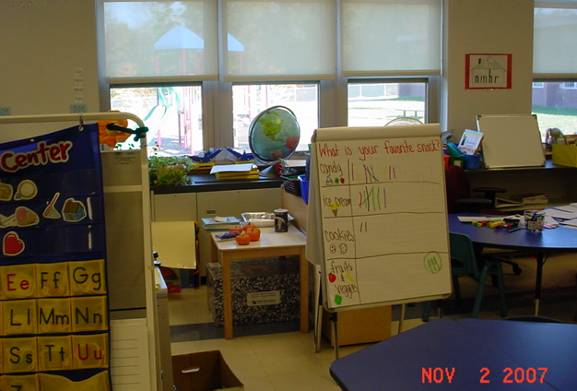 Center
Ee Ff Gg
Ll Mm Nn
Ss Tt Uu
What is your favorite snack?
candy
ice cream
cookies
fruits
&
veggies
NOV 2 2007